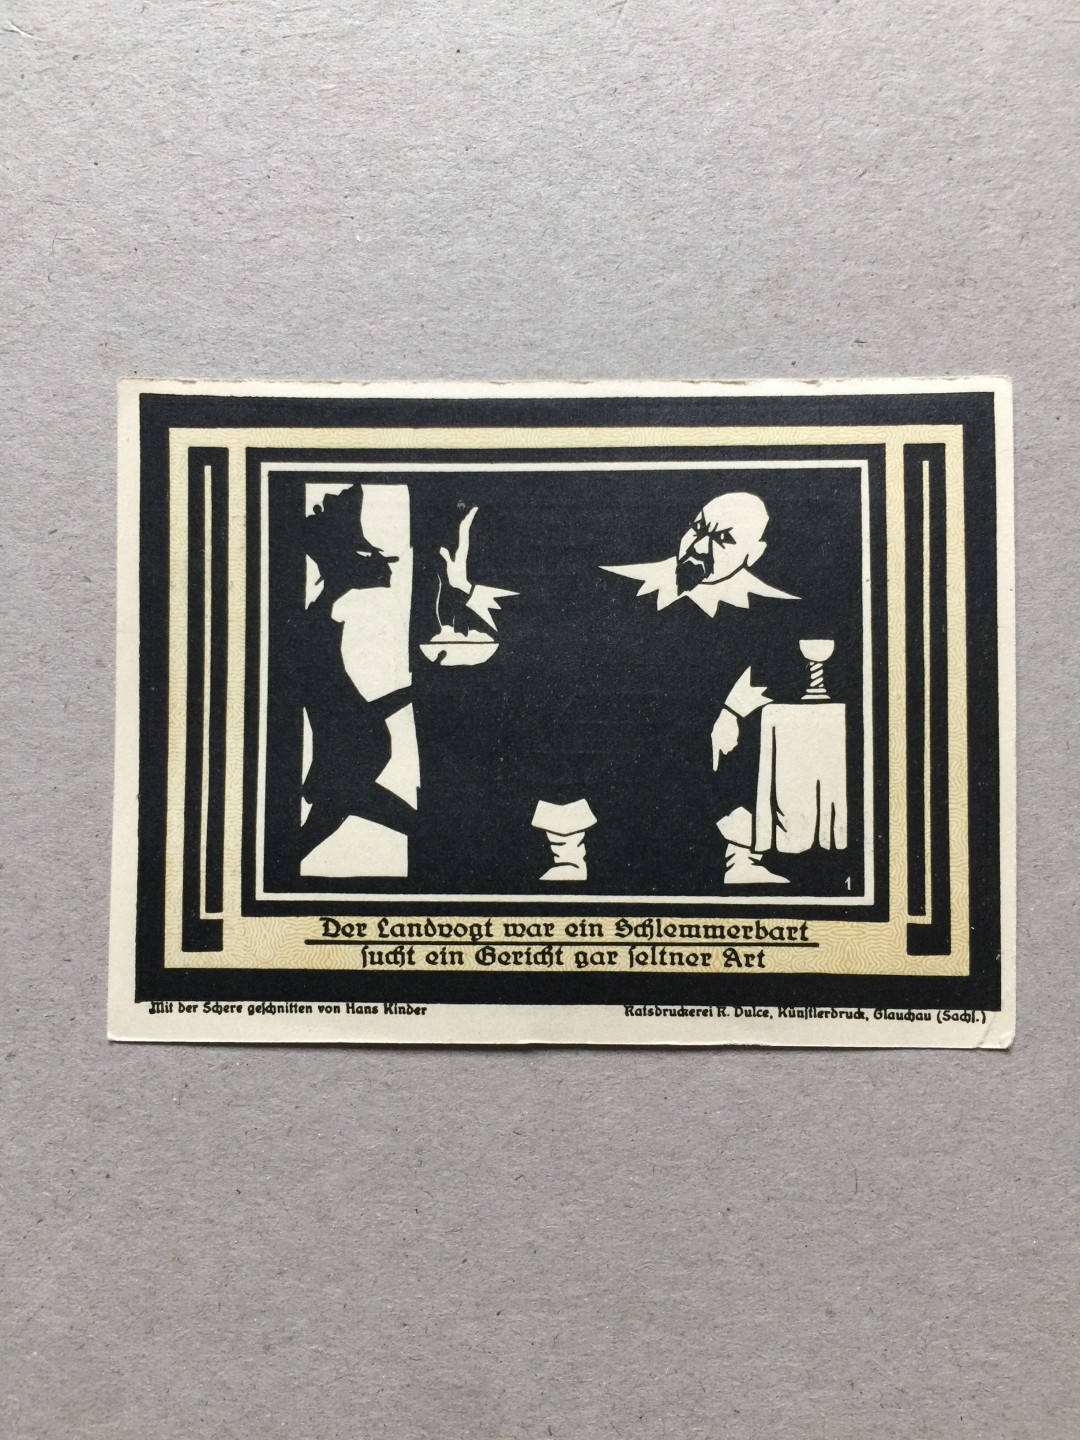 1
Der Landvogt war ein Schlemmerbart
sucht ein Gericht gar seltner Art
Mit der Schere geschnitten von Hans Kinder
Ratsdruckerei R. Dulce, Künstlerdruck, Glauchau (Sachs.)